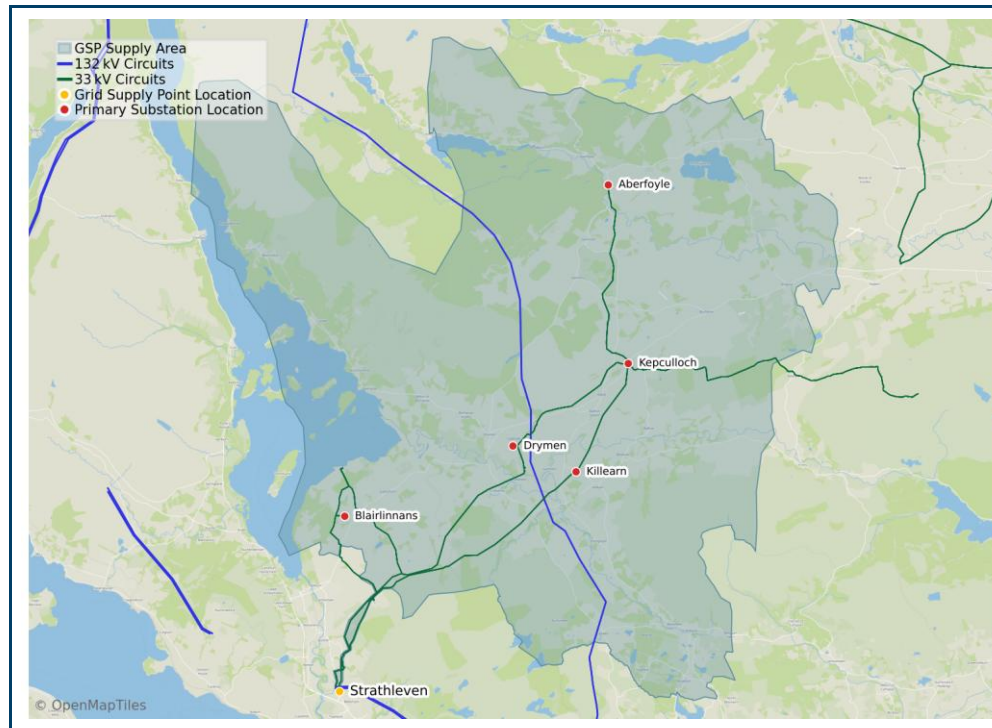 GSP Supply Area
132 kV Circuits
33 kV Circuits
Grid Supply Point Location
Primary Substation Location
Aberfoyle
Kepculloch
Drymen
Killearn
Blairlinnans
Strathleven
© OpenMapTiles